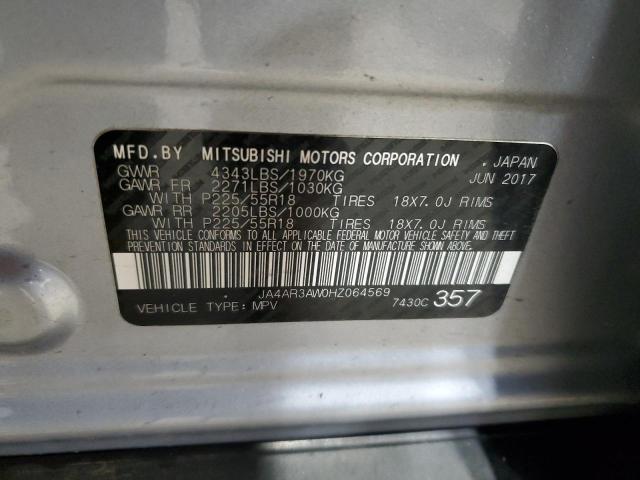 MFD.BY MITSUBISHI MOTORS CORPORATION . JAPAN
GVWR 4343LBS/1970KG JUN 2017
GAWR FR 2271LBS/1030KG
WITH P225/55R18 TIRES 18X7.0J RIMS
GAWR RR 2205LBS/1000KG
WITH P225/55R18 TIRES 18X7.0J RIMS
THIS VEHICLE CONFORMS TO ALL APPLICABLE FEDERAL MOTOR VEHICLE SAFETY AND THEFT
PREVENTION STANDARDS IN EFFECT ON THE DATE OF MANUFACTURE SHOWN ABOVE.
JA4AR3AW0HZ064569
VEHICLE TYPE: MPV 7430C 357